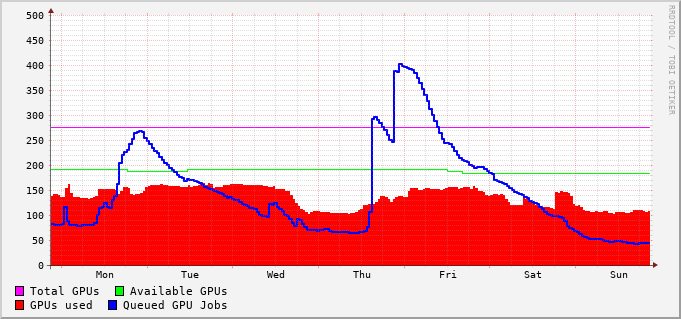 RRDTOOL / TOBI OETIKER
500
450
400
350
300
250
200
150
100
50
0
Mon Tue Wed Thu Fri Sat Sun
Total GPUs Available GPUs
GPUs used Queued GPU Jobs